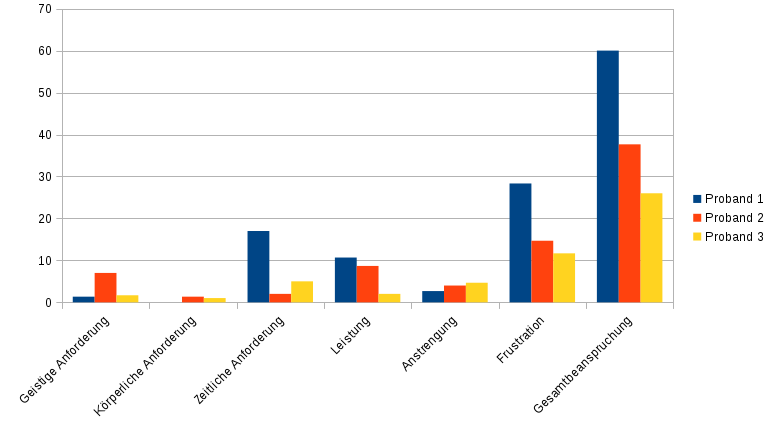 70
60
50
40
30
20
10
0
Geistige Anforderung
Körperliche Anforderung
Zeitliche Anforderung
Leistung
Anstrengung
Frustration
Gesamtbeanspruchung
Proband 1
Proband 2
Proband 3